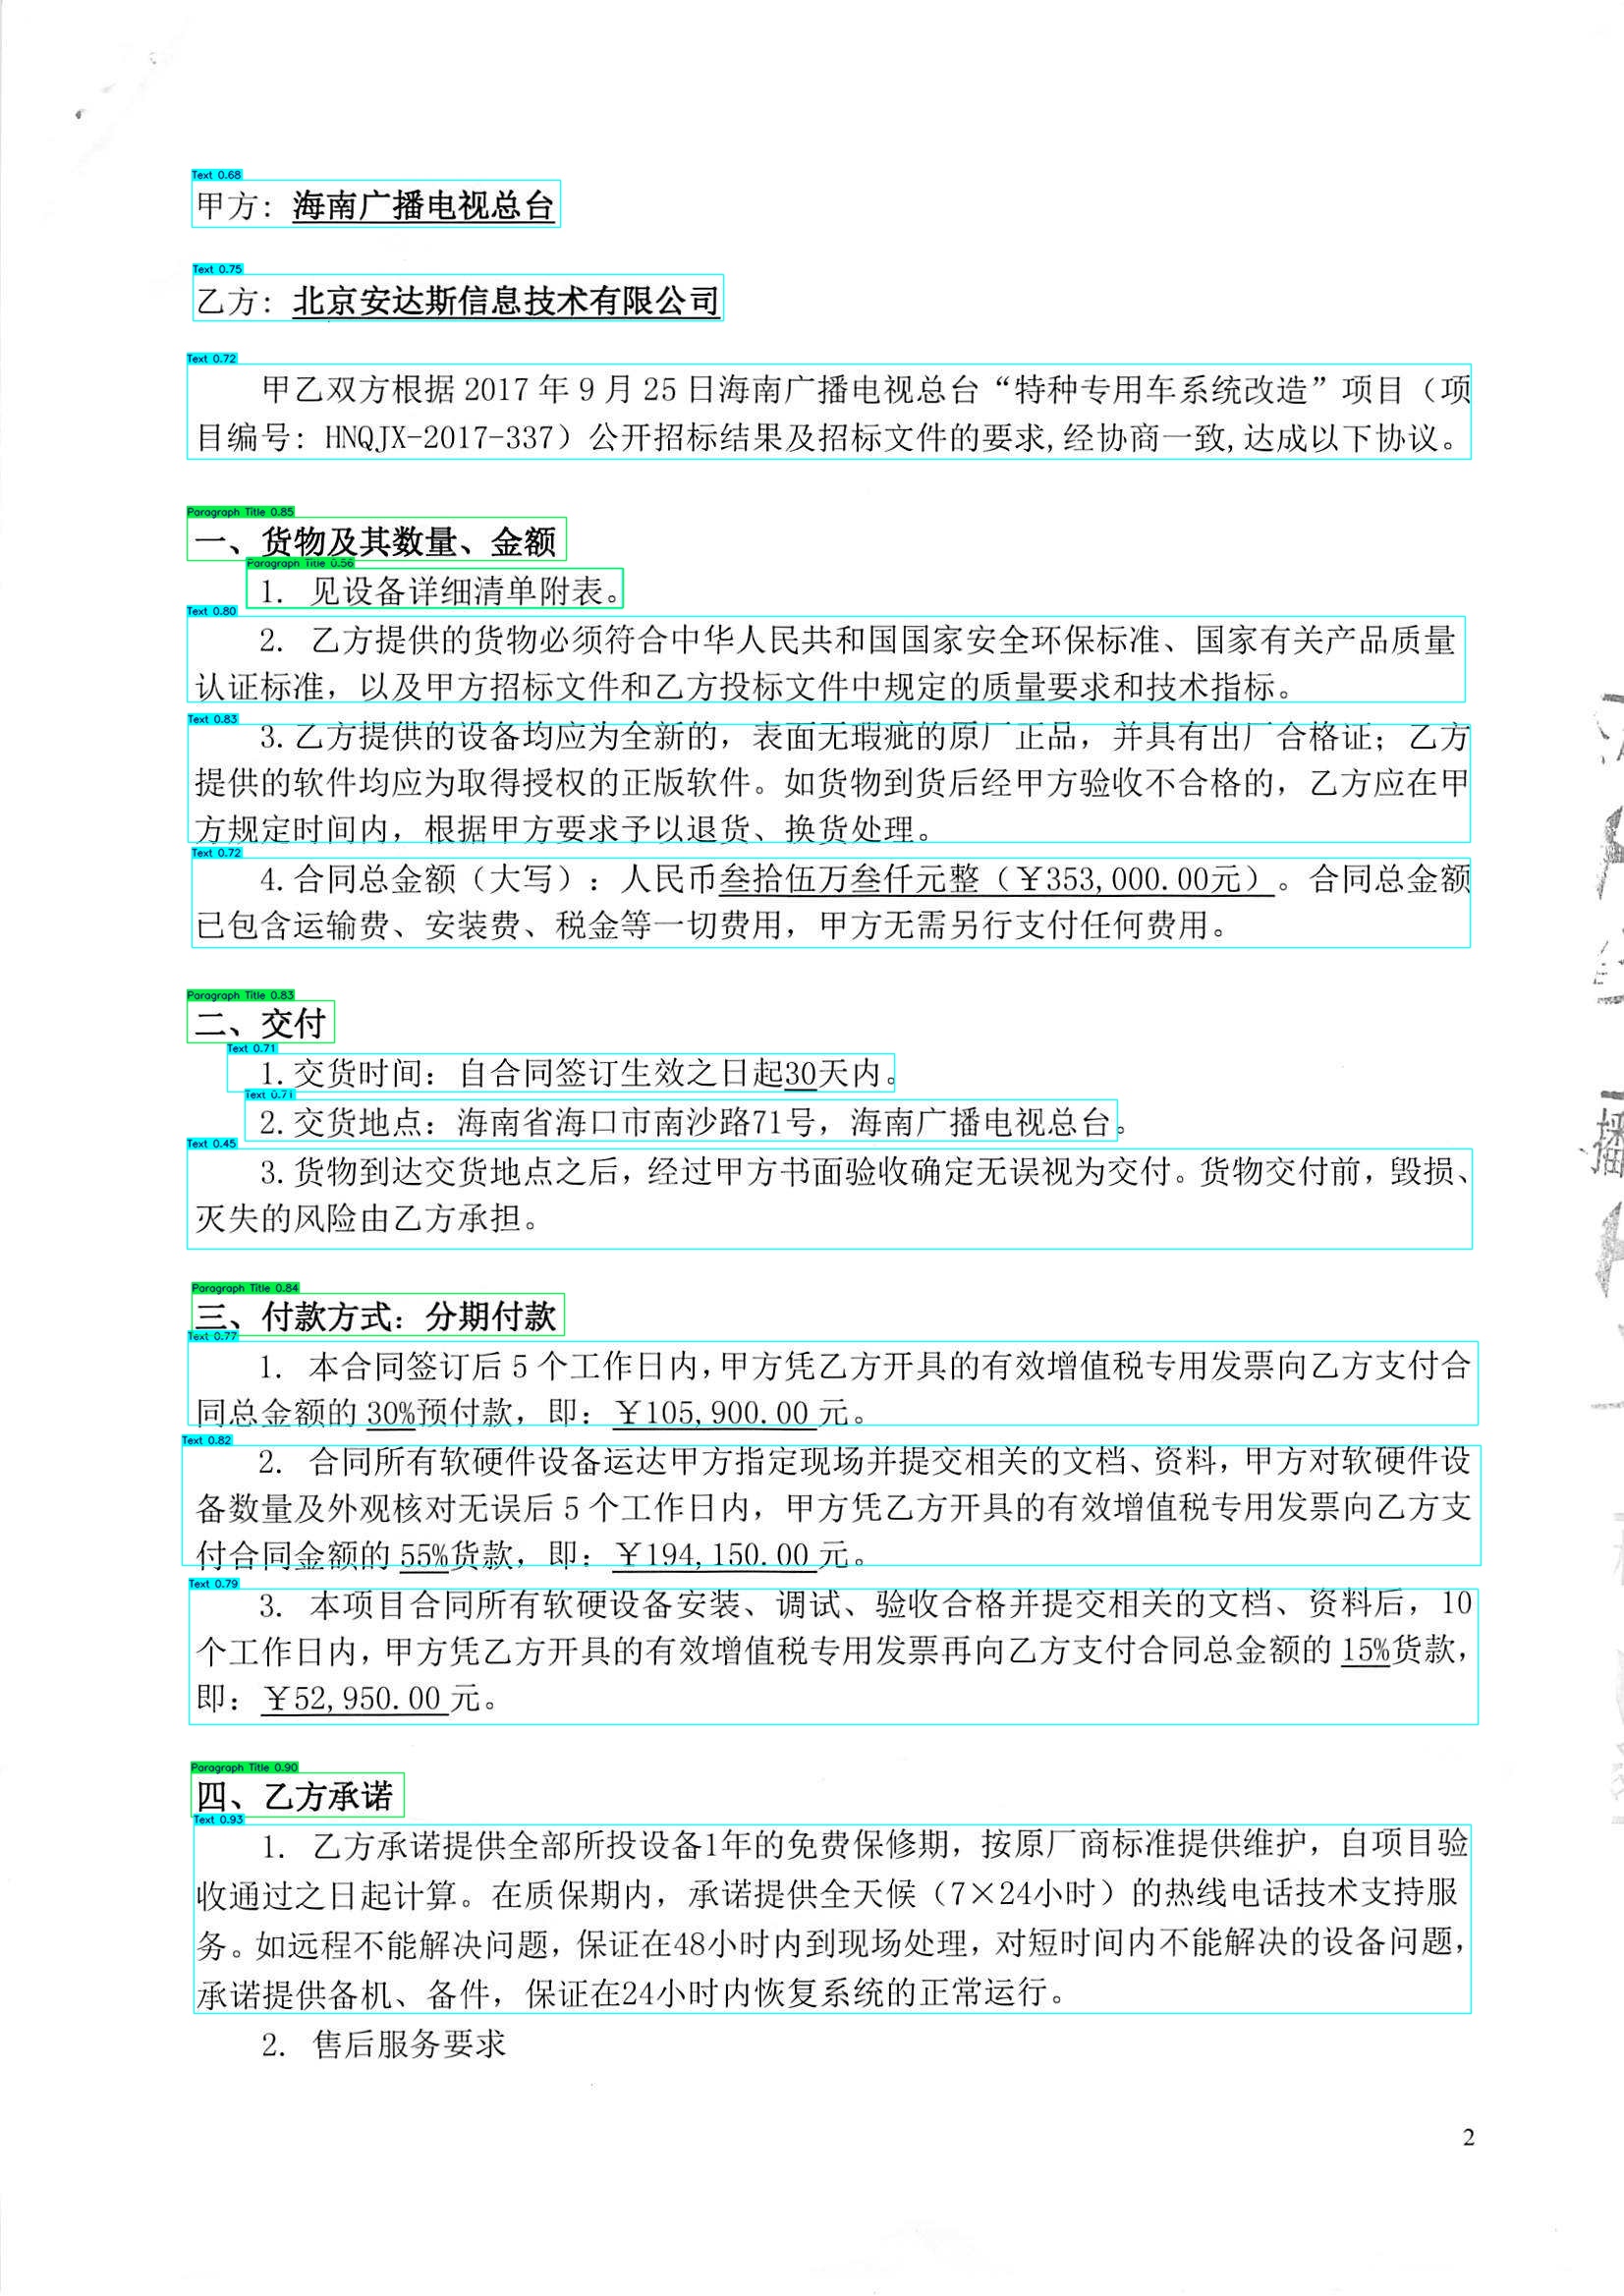 Text 0.68
甲方：海南广播电视总台
Text 0.75
乙方：北京安达斯信息技术有限公司
Text 0.72
甲乙双方根据 2017 年 9 月 25 日海南广播电视总台“特种专用车系统改造”项目（项
目编号：HNQJX-2017-337）公开招标结果及招标文件的要求,经协商一致,达成以下协议。
Paragraph Title 0.85
一、货物及其数量、金额
Paragraph Title 0.56
1. 见设备详细清单附表。
Text 0.80
2. 乙方提供的货物必须符合中华人民共和国国家安全环保标准、国家有关产品质量
认证标准，以及甲方招标文件和乙方投标文件中规定的质量要求和技术指标。
Text 0.83
3.乙方提供的设备均应为全新的，表面无瑕疵的原厂正品，并具有出厂合格证；乙方
提供的软件均应为取得授权的正版软件。如货物到货后经甲方验收不合格的，乙方应在甲
方规定时间内，根据甲方要求予以退货、换货处理。
Text 0.72
4.合同总金额（大写）：人民币叁拾伍万叁仟元整（￥353,000.00元）。合同总金额
已包含运输费、安装费、税金等一切费用，甲方无需另行支付任何费用。
Paragraph Title 0.83
二、交付
Text 0.71
1.交货时间：自合同签订生效之日起30天内。
Text 0.71
2.交货地点：海南省海口市南沙路71号，海南广播电视总台。
Text 0.45
3.货物到达交货地点之后，经过甲方书面验收确定无误视为交付。货物交付前，毁损、
灭失的风险由乙方承担。
Paragraph Title 0.84
三、付款方式：分期付款
Text 0.77
1. 本合同签订后 5 个工作日内,甲方凭乙方开具的有效增值税专用发票向乙方支付合
同总金额的 30%预付款，即：￥105,900.00 元。
Text 0.82
2. 合同所有软硬件设备运达甲方指定现场并提交相关的文档、资料，甲方对软硬件设
备数量及外观核对无误后 5 个工作日内，甲方凭乙方开具的有效增值税专用发票向乙方支
付合同金额的 55%货款，即：￥194,150.00 元。
Text 0.79
3. 本项目合同所有软硬设备安装、调试、验收合格并提交相关的文档、资料后，10
个工作日内，甲方凭乙方开具的有效增值税专用发票再向乙方支付合同总金额的 15%货款，
即：￥52,950.00 元。
Paragraph Title 0.90
四、乙方承诺
Text 0.93
1. 乙方承诺提供全部所投设备1年的免费保修期，按原厂商标准提供维护，自项目验
收通过之日起计算。在质保期内，承诺提供全天候（7×24小时）的热线电话技术支持服
务。如远程不能解决问题，保证在48小时内到现场处理，对短时间内不能解决的设备问题，
承诺提供备机、备件，保证在24小时内恢复系统的正常运行。
2. 售后服务要求
2